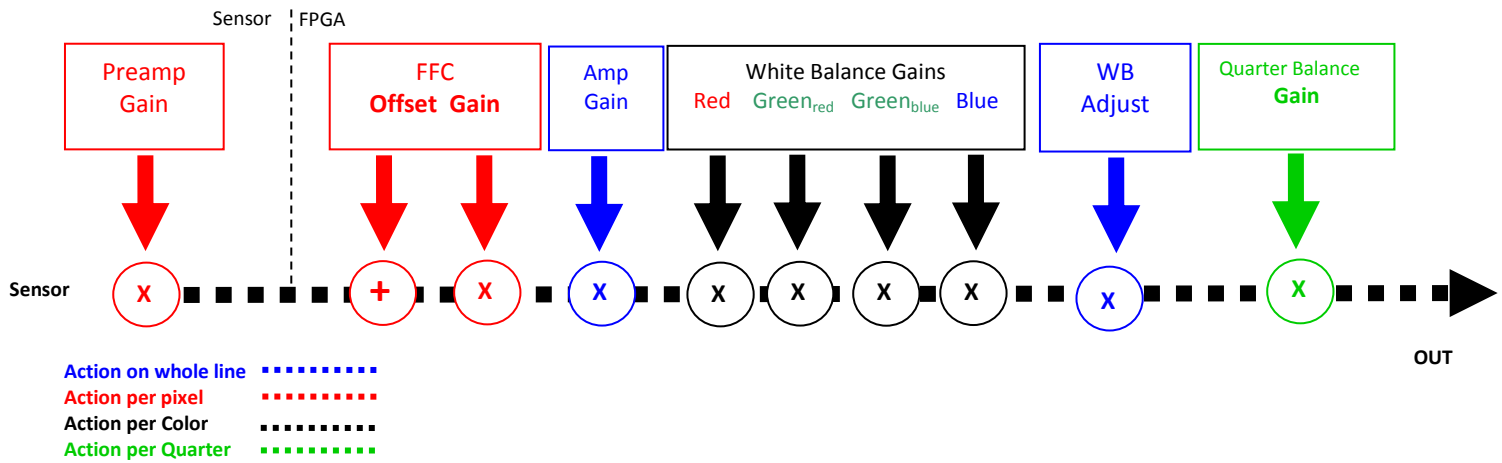 Sensor FPGA
Preamp
Gain
FFC
Offset Gain
Amp
Gain
White Balance Gains
Red Greenred Greenblue Blue
WB
Adjust
Quarter Balance
Gain
Sensor X + X X X X X X X X
OUT
Action on whole line
Action per pixel
Action per Color
Action per Quarter